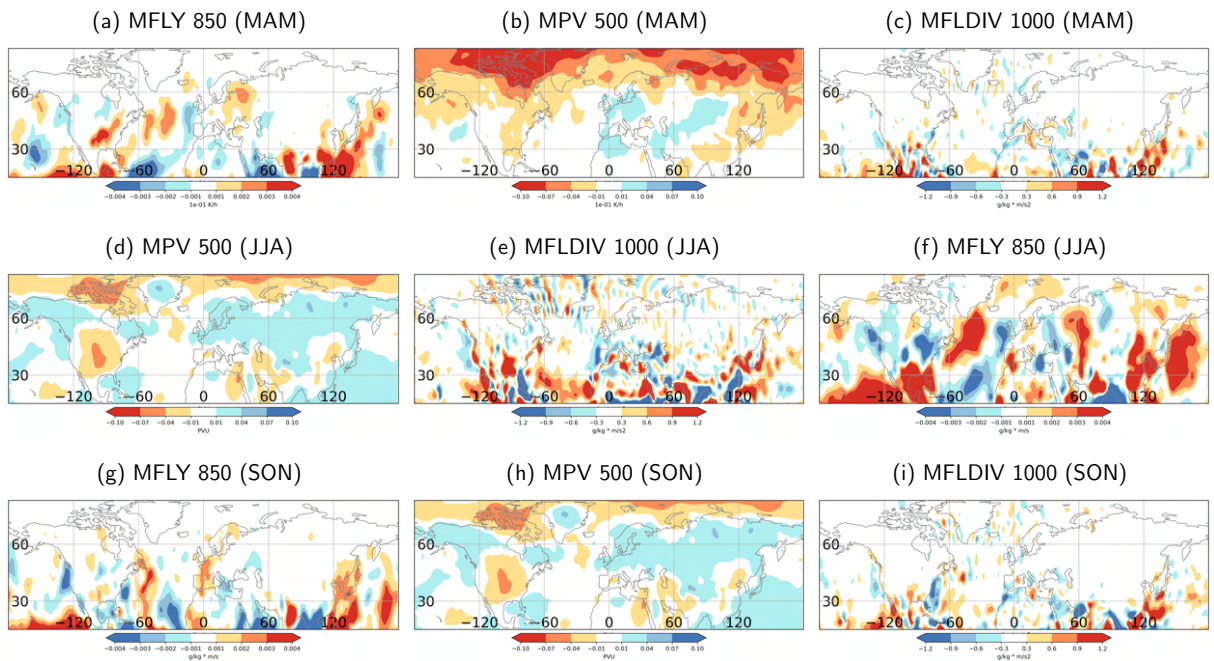 (a) MFLY 850 (MAM)
(b) MPV 500 (MAM)
(c) MFLDIV 1000 (MAM)
60
30
−120 −60 0 60 120
−0.004 −0.003 −0.002 −0.001 0.001 0.002 0.003 0.004
1e-01 K/h
60
30
−120 −60 0 60 120
−0.10 −0.07 −0.04 −0.01 0.01 0.04 0.07 0.10
1e-01 K/h
60
30
−120 −60 0 60 120
−1.2 −0.9 −0.6 −0.3 0.3 0.6 0.9 1.2
g/kg * m/s2
(d) MPV 500 (JJA)
(e) MFLDIV 1000 (JJA)
(f) MFLY 850 (JJA)
60
30
−120 −60 0 60 120
−0.10 −0.07 −0.04 −0.01 0.01 0.04 0.07 0.10
PVU
60
30
−120 −60 0 60 120
−1.2 −0.9 −0.6 −0.3 0.3 0.6 0.9 1.2
g/kg * m/s2
60
30
−120 −60 0 60 120
−0.004 −0.003 −0.002 −0.001 0.001 0.002 0.003 0.004
g/kg * m/s
(g) MFLY 850 (SON)
(h) MPV 500 (SON)
(i) MFLDIV 1000 (SON)
60
30
−120 −60 0 60 120
−0.004 −0.003 −0.002 −0.001 0.001 0.002 0.003 0.004
g/kg * m/s
60
30
−120 −60 0 60 120
−0.10 −0.07 −0.04 −0.01 0.01 0.04 0.07 0.10
PVU
60
30
−120 −60 0 60 120
−1.2 −0.9 −0.6 −0.3 0.3 0.6 0.9 1.2
g/kg * m/s2